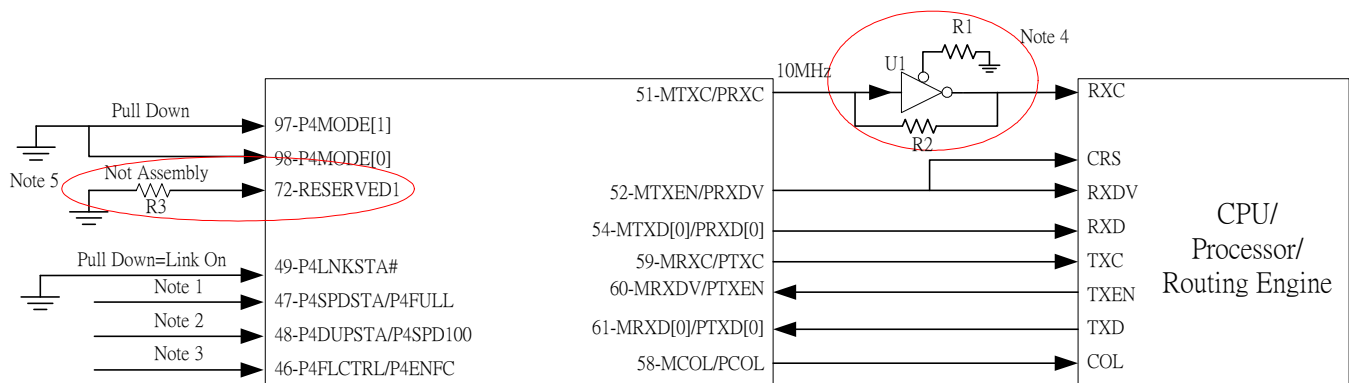 R1
Note 4
U1
10MHz
51-MTXC/PRXC
RXC
Pull Down
97-P4MODE[1]
R2
98-P4MODE[0]
CRS
Note 5
Not Assembly
72-RESERVED1
R3
52-MTXEN/PRXDV
RXDV
CPU/
Processor/
Routing Engine
54-MTXD[0]/PRXD[0]
RXD
Pull Down=Link On
49-P4LNKSTA#
59-MRXC/PTXC
TXC
Note 1
47-P4SPDSTA/P4FULL
60-MRXDV/PTXEN
TXEN
Note 2
48-P4DUPSTA/P4SPD100
61-MRXD[0]/PTXD[0]
TXD
Note 3
46-P4FLCTRL/P4ENFC
58-MCOL/PCOL
COL